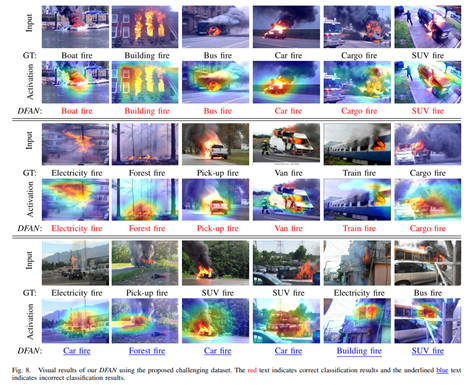 Input
GT: Boat fire Building fire Bus fire Car fire Cargo fire SUV fire
Activation
DFAN: Boat fire Building fire Bus fire Car fire Cargo fire SUV fire
Input
GT: Electricity fire Forest fire Pick-up fire Van fire Train fire Cargo fire
Activation
DFAN: Electricity fire Forest fire Pick-up fire Van fire Train fire Cargo fire
Input
GT: Electricity fire Pick-up fire SUV fire SUV fire Electricity fire Bus fire
Activation
DFAN: Car fire Forest fire Car fire Car fire Building fire Car fire
Fig. 8. Visual results of our DFAN using the proposed challenging dataset. The red text indicates correct classification results and the underlined blue text
indicates incorrect classification results.